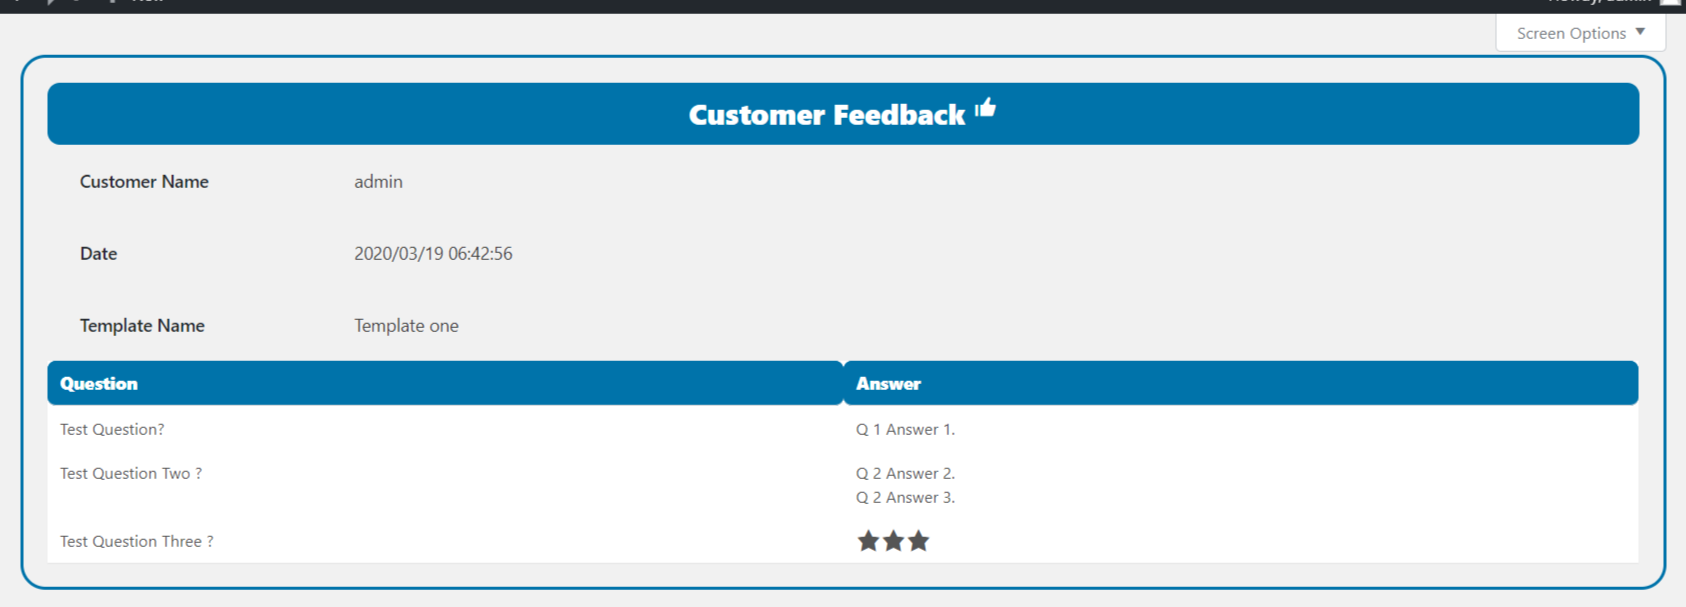 Screen Options
Customer Feedback
Customer Name admin
Date 2020/03/19 06:42:56
Template Name Template one
Question Answer
Test Question? Q 1 Answer 1.
Test Question Two ? Q 2 Answer 2.
Q 2 Answer 3.
Test Question Three ?